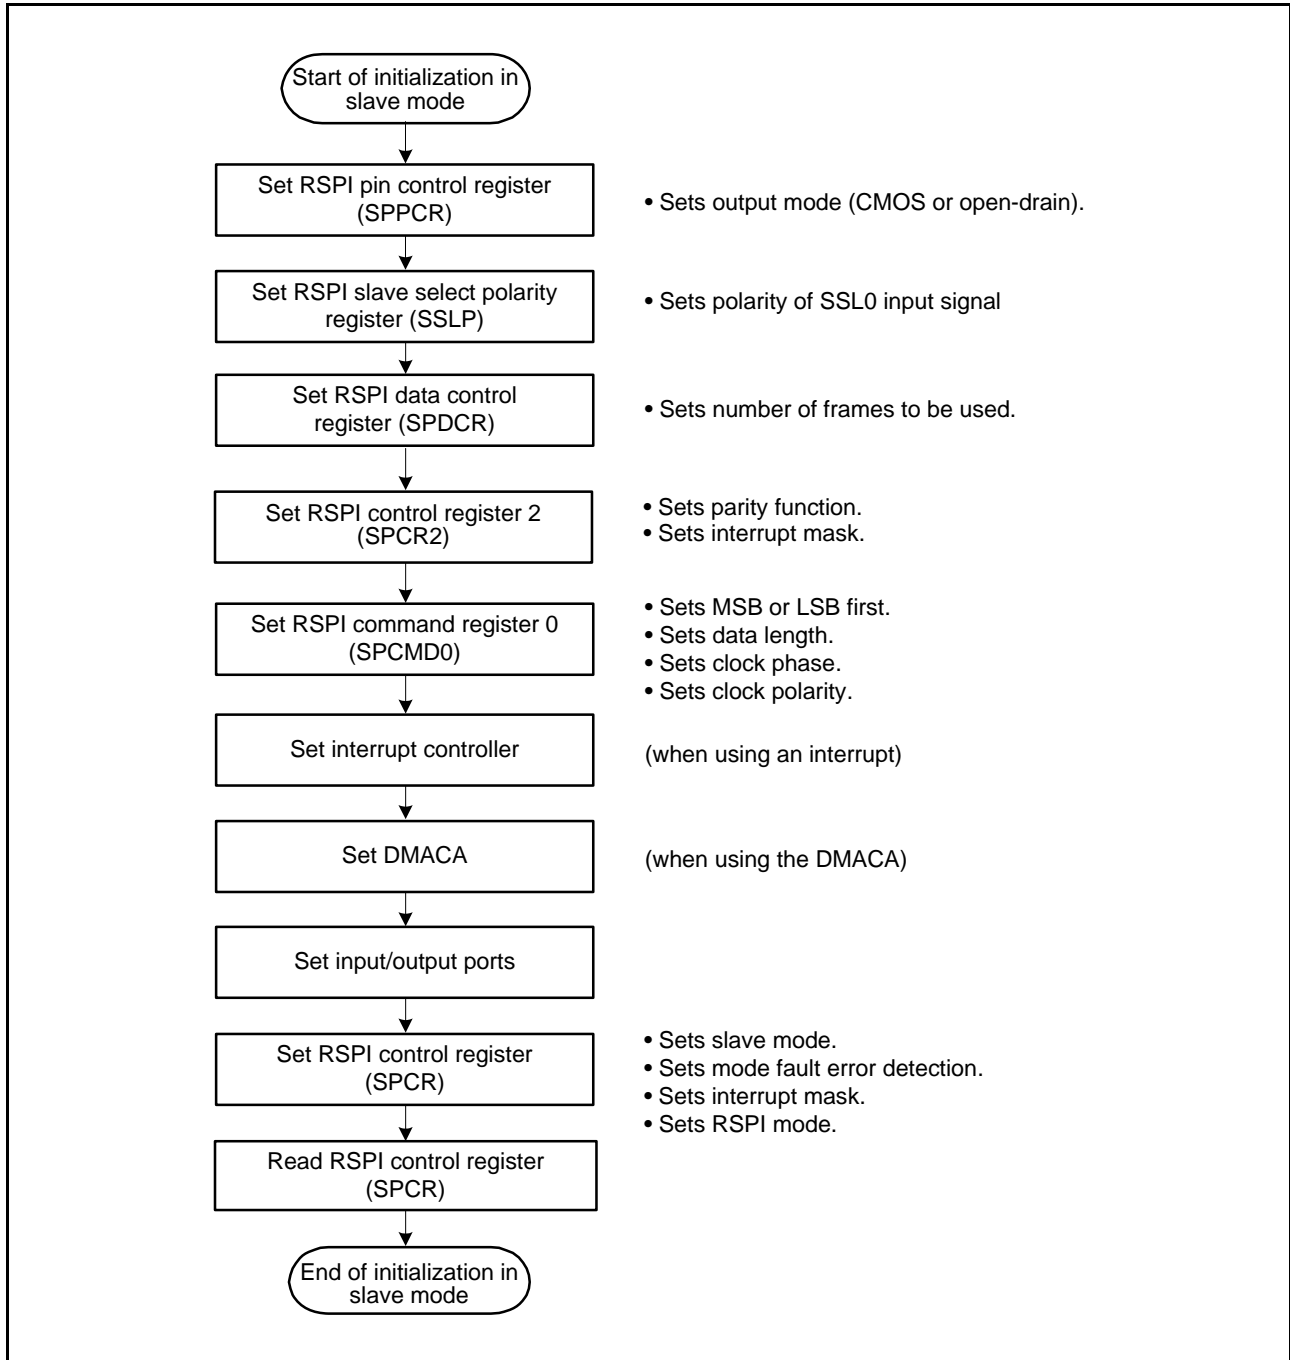 Start of initialization in
slave mode
Set RSPI pin control register
(SPPCR)
• Sets output mode (CMOS or open-drain).
Set RSPI slave select polarity
register (SSLP)
• Sets polarity of SSL0 input signal
Set RSPI data control
register (SPDCR)
• Sets number of frames to be used.
Set RSPI control register 2
(SPCR2)
• Sets parity function.
• Sets interrupt mask.
Set RSPI command register 0
(SPCMD0)
• Sets MSB or LSB first.
• Sets data length.
• Sets clock phase.
• Sets clock polarity.
Set interrupt controller
(when using an interrupt)
Set DMACA
(when using the DMACA)
Set input/output ports
Set RSPI control register
(SPCR)
• Sets slave mode.
• Sets mode fault error detection.
• Sets interrupt mask.
• Sets RSPI mode.
Read RSPI control register
(SPCR)
End of initialization in
slave mode